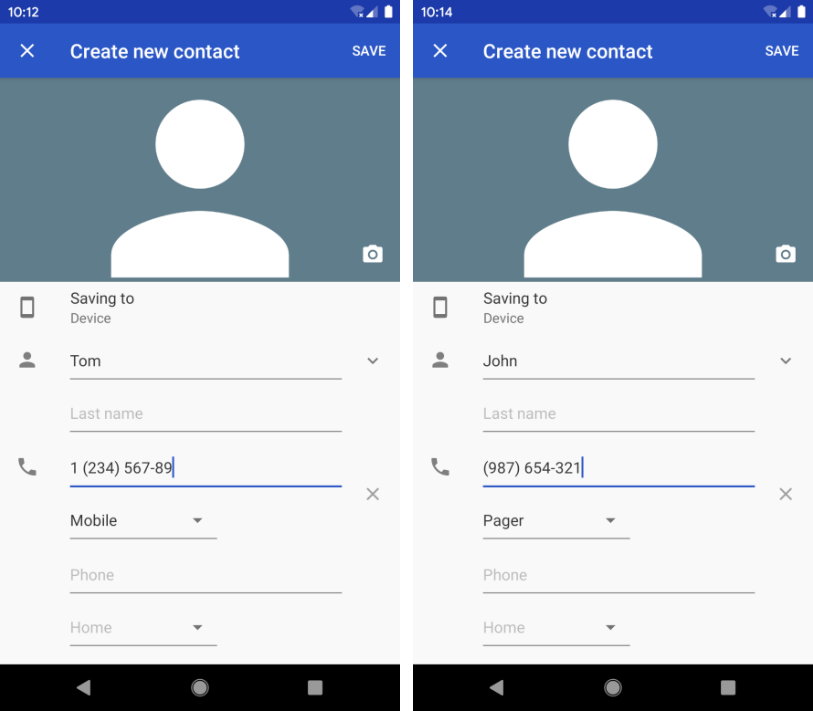 10:12
Create new contact SAVE
Saving to
Device
Tom
Last name
1 (234) 567-89
Mobile
Phone
Home
10:14
Create new contact SAVE
Saving to
Device
John
Last name
(987) 654-321
Pager
Phone
Home